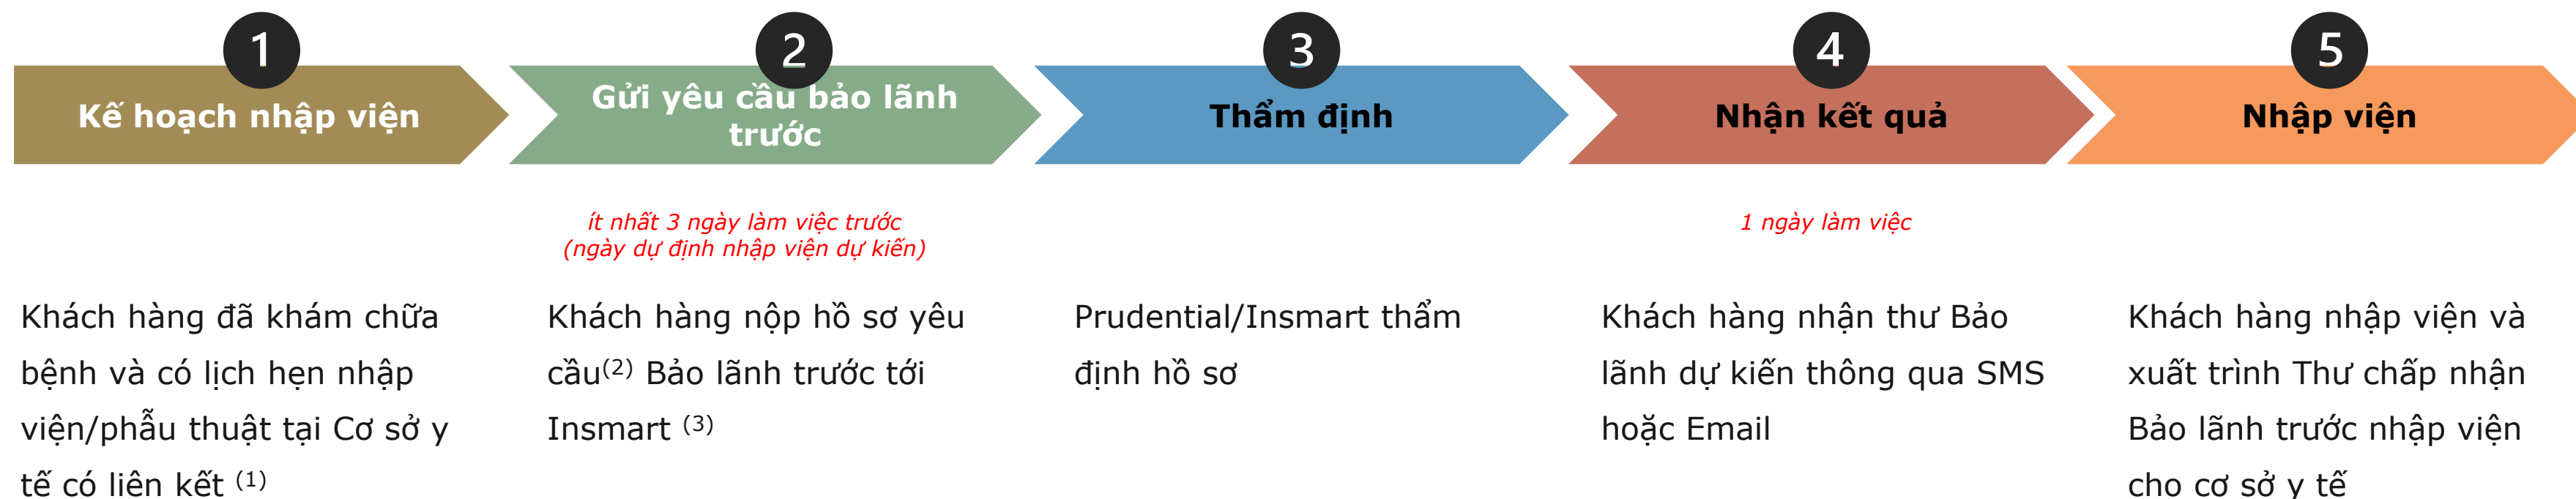 1
Kế hoạch nhập viện
2
Gửi yêu cầu bảo lãnh
trước
3
Thẩm định
4
Nhận kết quả
5
Nhập viện
ít nhất 3 ngày làm việc trước
(ngày dự định nhập viện dự kiến)
1 ngày làm việc
Khách hàng đã khám chữa
bệnh và có lịch hẹn nhập
viện/phẫu thuật tại Cơ sở y
tế có liên kết (1)
Khách hàng nộp hồ sơ yêu
cầu(2) Bảo lãnh trước tới
Insmart (3)
Prudential/Insmart thẩm
định hồ sơ
Khách hàng nhận thư Bảo
lãnh dự kiến thông qua SMS
hoặc Email
Khách hàng nhập viện và
xuất trình Thư chấp nhận
Bảo lãnh trước nhập viện
cho cơ sở y tế